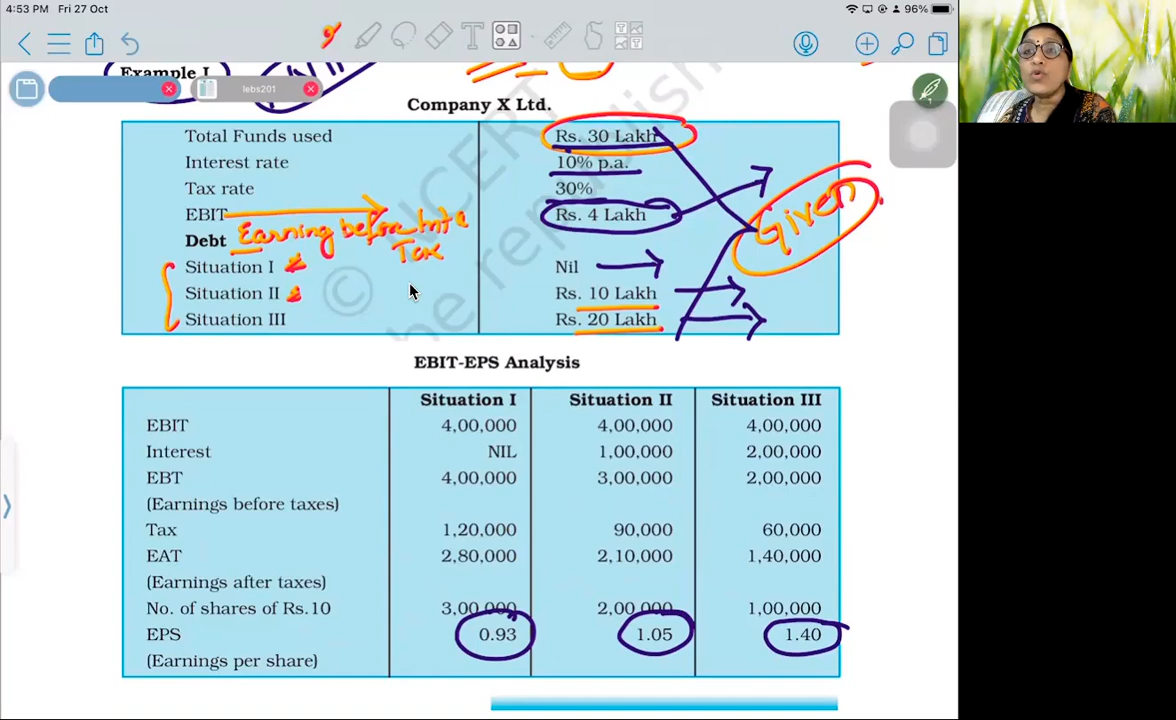 4:53 PM Fri 27 Oct
96%
Example I
lebs201
Company X Ltd.
Total Funds used Rs. 30 Lakh
Interest rate 10% p.a.
Tax rate 30%
EBIT Rs. 4 Lakh
Debt Earning before Int &
Tax
Given
Situation I Nil
Situation II Rs. 10 Lakh
Situation III Rs. 20 Lakh
© NCERT
republish
EBIT-EPS Analysis
Situation I Situation II Situation III
EBIT 4,00,000 4,00,000 4,00,000
Interest NIL 1,00,000 2,00,000
EBT 4,00,000 3,00,000 2,00,000
(Earnings before taxes)
Tax 1,20,000 90,000 60,000
EAT 2,80,000 2,10,000 1,40,000
(Earnings after taxes)
No. of shares of Rs.10 3,00,000 2,00,000 1,00,000
EPS 0.93 1.05 1.40
(Earnings per share)